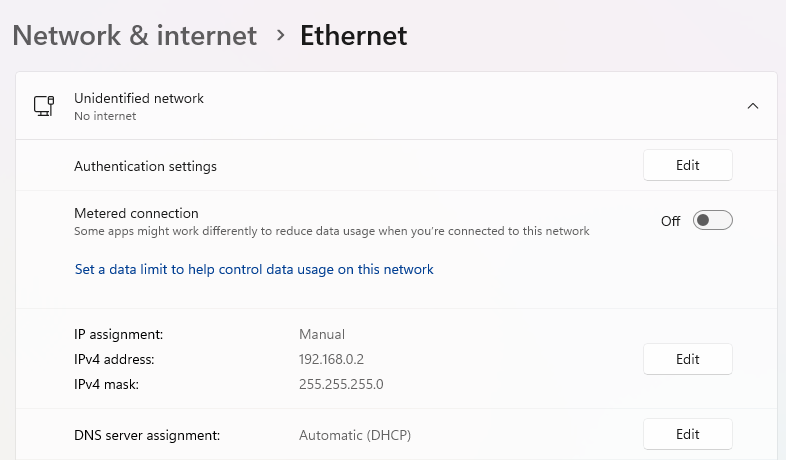 Network & internet > Ethernet
Unidentified network
No internet
Authentication settings Edit
Metered connection Off
Some apps might work differently to reduce data usage when you're connected to this network
Set a data limit to help control data usage on this network
IP assignment: Manual
IPv4 address: 192.168.0.2 Edit
IPv4 mask: 255.255.255.0
DNS server assignment: Automatic (DHCP) Edit